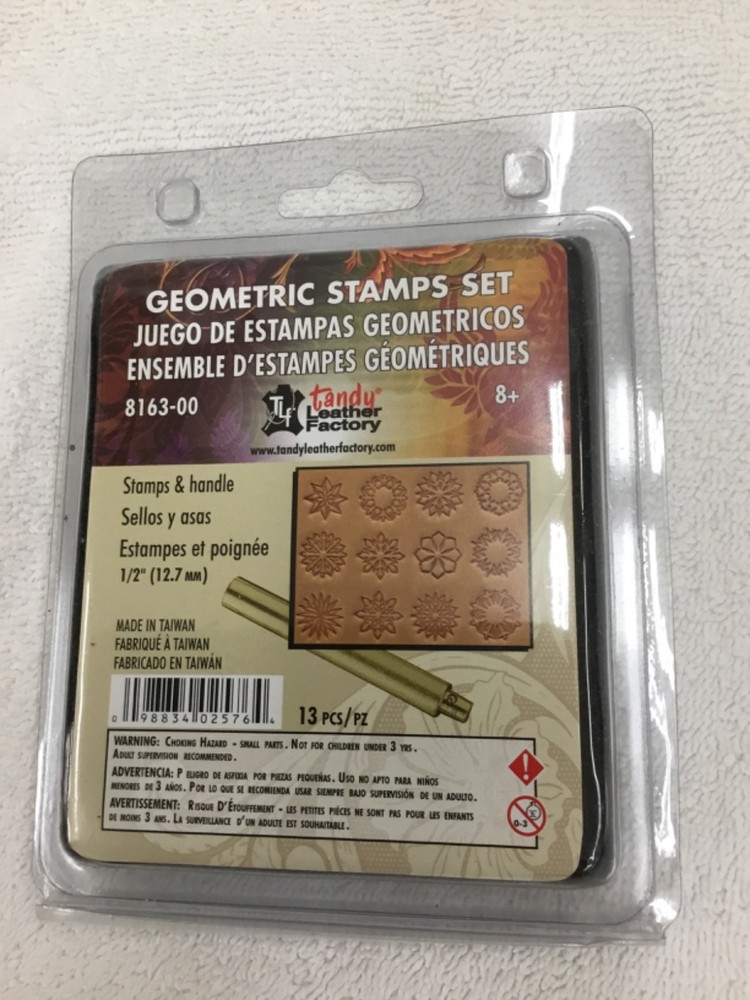 GEOMETRIC STAMPS SET
JUEGO DE ESTAMPAS GEOMETRICOS
ENSEMBLE D'ESTAMPES GÉOMÉTRIQUES
8163-00
TLF
tandy®
Leather
Factory
8+
www.tandyleatherfactory.com
Stamps & handle
Sellos y asas
Estampes et poignée
1/2" (12.7 MM)
MADE IN TAIWAN
FABRIQUÉ À TAIWAN
FABRICADO EN TAIWÁN
0 98834 02576 4
13 PCS/PZ
WARNING: CHOKING HAZARD - SMALL PARTS. NOT FOR CHILDREN UNDER 3 YRS.
ADULT SUPERVISION RECOMMENDED.
ADVERTENCIA: P ELIGRO DE ASFIXIA POR PIEZAS PEQUEÑAS. USO NO APTO PARA NIÑOS
MENORES DE 3 AÑOS. POR LO QUE SE RECOMIENDA USAR SIEMPRE BAJO SUPERVISIÓN DE UN ADULTO.
AVERTISSEMENT: RISQUE D'ÉTOUFFEMENT - LES PETITES PIÉCES NE SONT PAS POUR LES ENFANTS
DE MOINS 3 ANS. LA SURVEILLANCE D'UN ADULTE EST SOUHAITABLE.
0-3